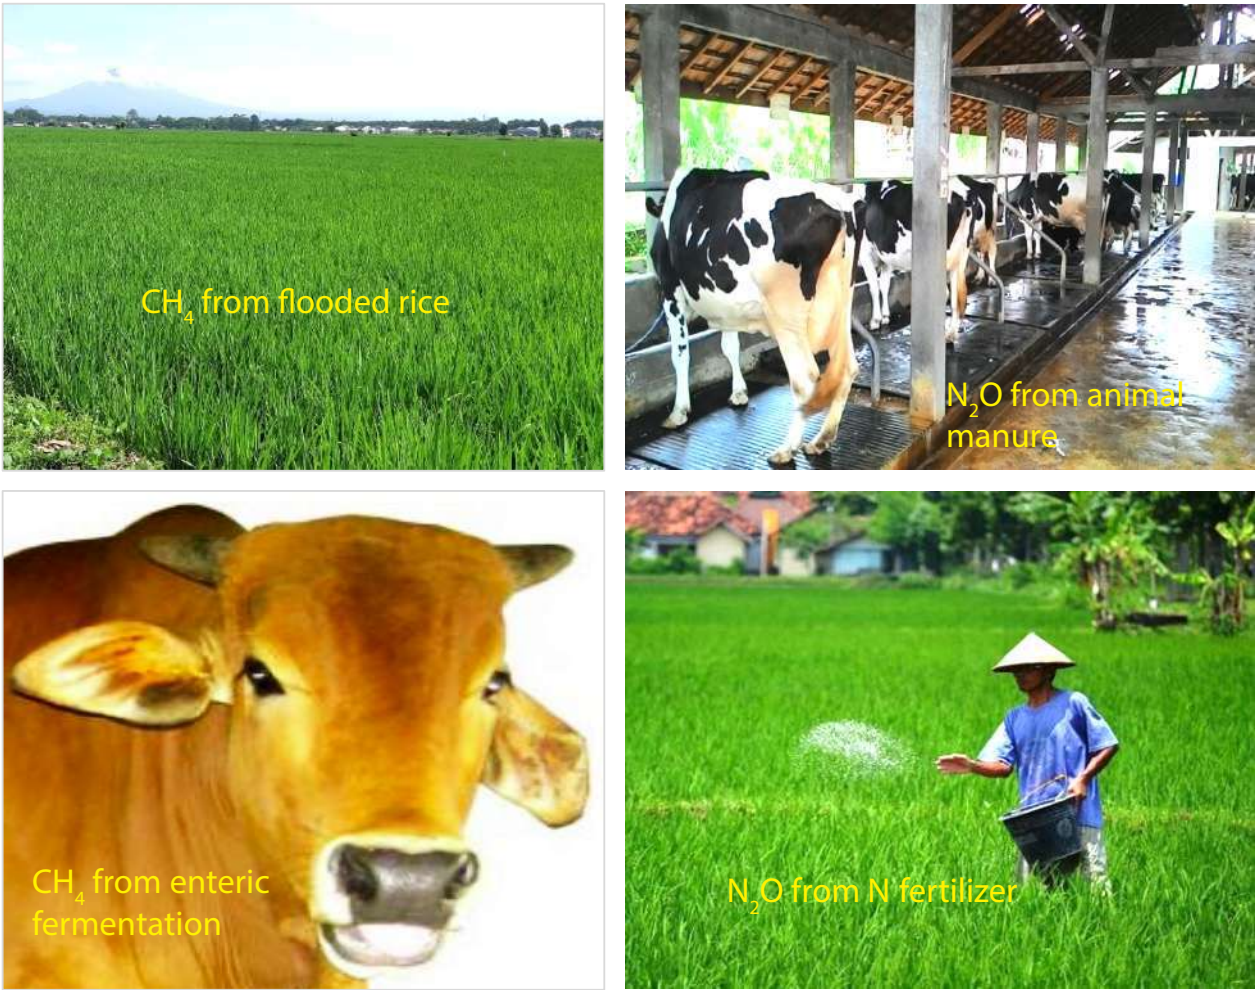 CH₄ from flooded rice
N₂O from animal
manure
CH₄ from enteric
fermentation
N₂O from N fertilizer